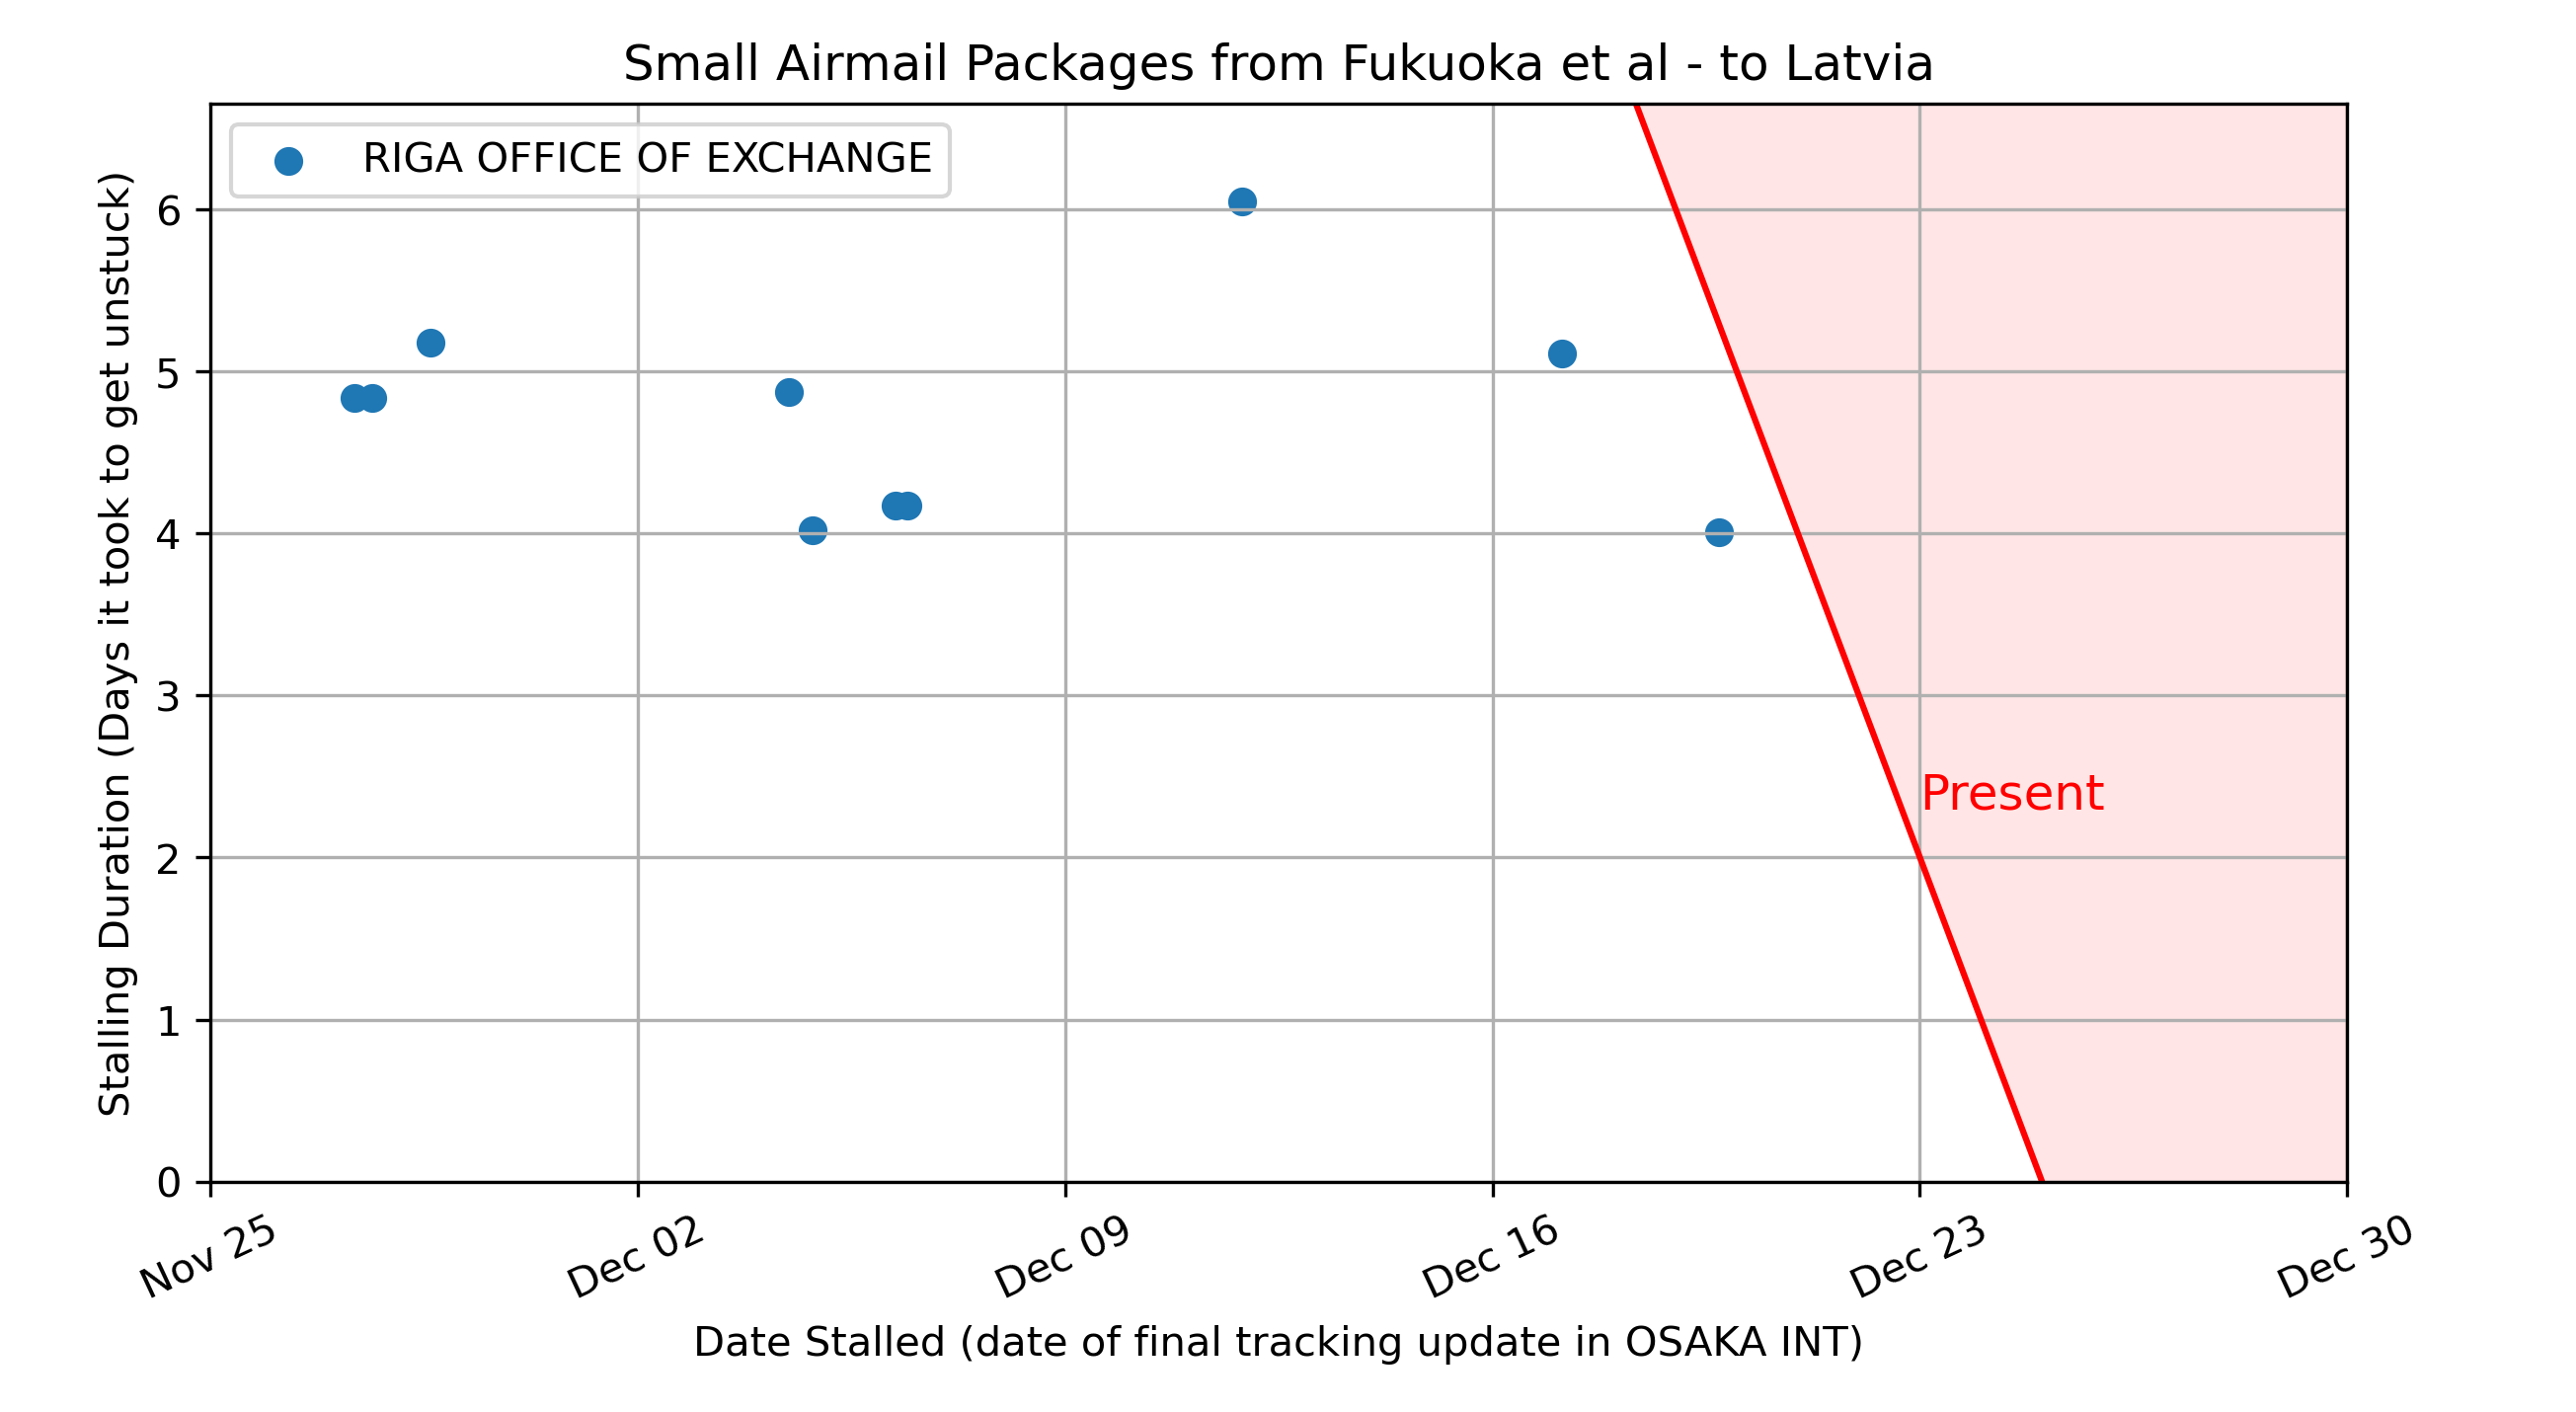 Small Airmail Packages from Fukuoka et al - to Latvia
RIGA OFFICE OF EXCHANGE
Stalling Duration (Days it took to get unstuck)
6
5
4
3
2
1
0
Present
Nov 25
Dec 02
Dec 09
Dec 16
Dec 23
Dec 30
Date Stalled (date of final tracking update in OSAKA INT)